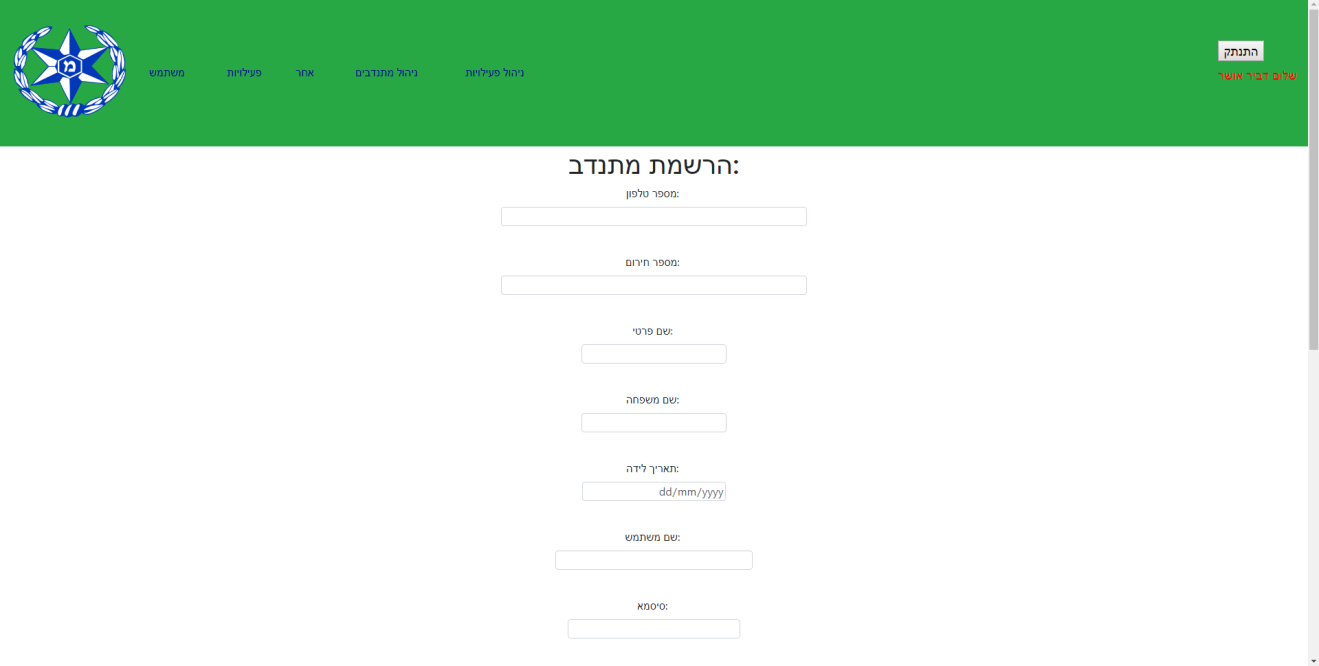 התנתק
שלום דביר אושר
משתמש
פעילויות
אחר
ניהול מתנדבים
ניהול פעילויות
מ
הרשמת מתנדב:
מספר טלפון:
מספר חירום:
שם פרטי:
שם משפחה:
תאריך לידה:
dd/mm/yyyy
שם משתמש:
סיסמא: